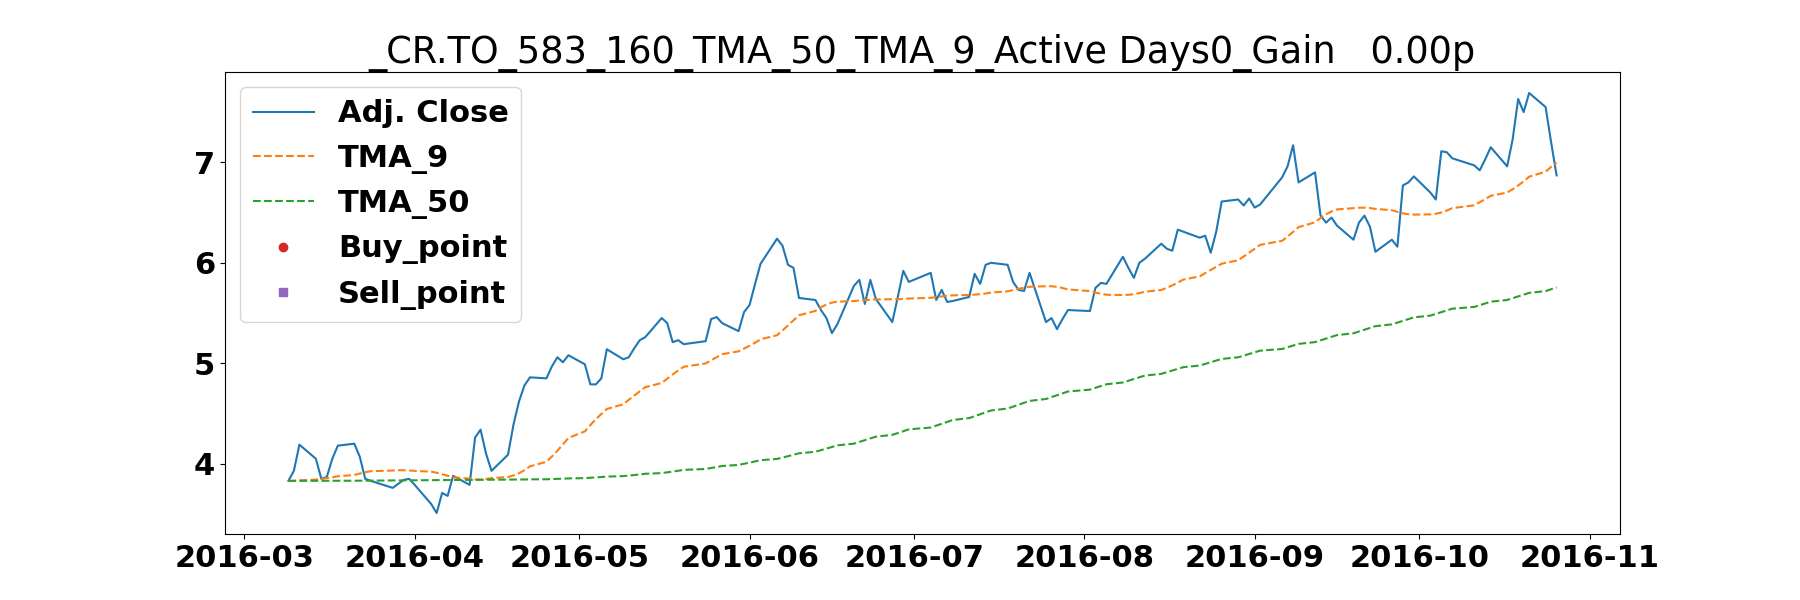 _CR.TO_583_160_TMA_50_TMA_9_Active Days0_Gain   0.00p
Adj. Close
TMA_9
TMA_50
Buy_point
Sell_point
7
6
5
4
2016-03 2016-04 2016-05 2016-06 2016-07 2016-08 2016-09 2016-10 2016-11